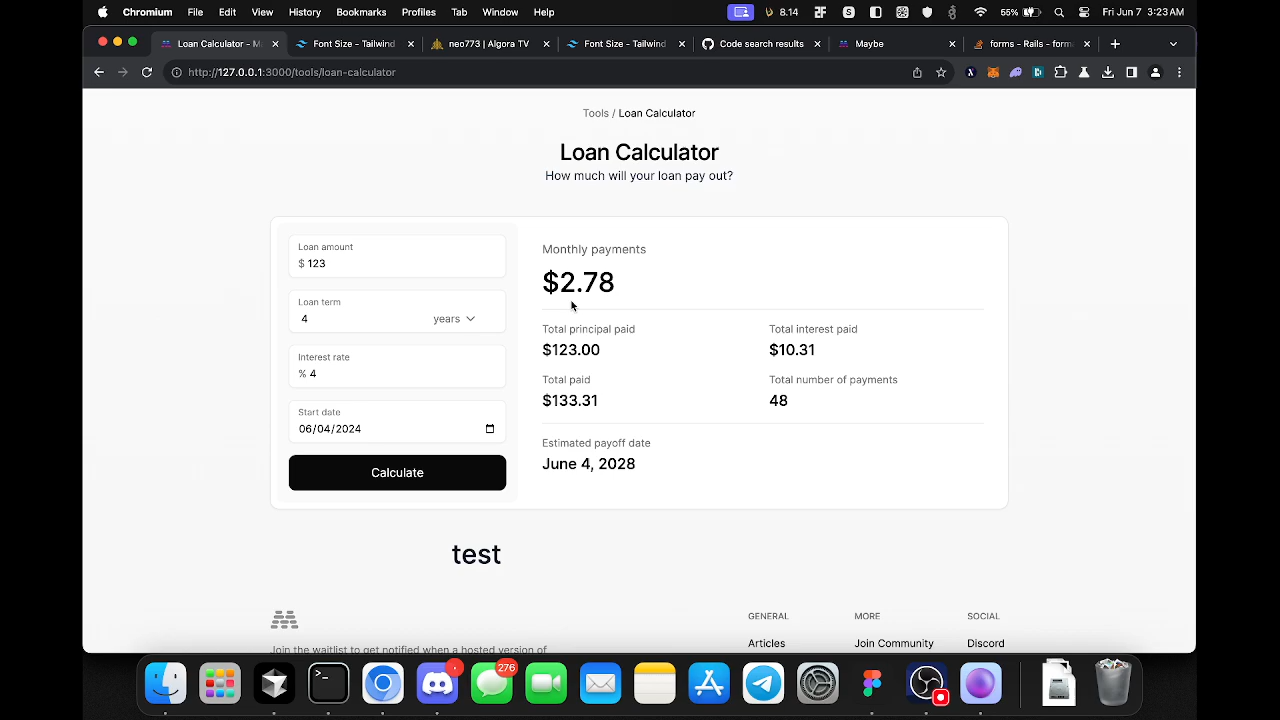 Chromium File Edit View History Bookmarks Profiles Tab Window Help 8.14 55% Fri Jun 7 3:23 AM
Loan Calculator - M Font Size - Tailwind neo773 | Algora TV Font Size - Tailwind Code search results Maybe forms - Rails - form
http://127.0.0.1:3000/tools/loan-calculator
Tools / Loan Calculator
Loan Calculator
How much will your loan pay out?
Loan amount
$ 123
Loan term
4 years
Interest rate
% 4
Start date
06/04/2024
Calculate
Monthly payments
$2.78
Total principal paid Total interest paid
$123.00 $10.31
Total paid Total number of payments
$133.31 48
Estimated payoff date
June 4, 2028
test
GENERAL MORE SOCIAL
Articles Join Community Discord
Join the waitlist to get notified when a hosted version of
276